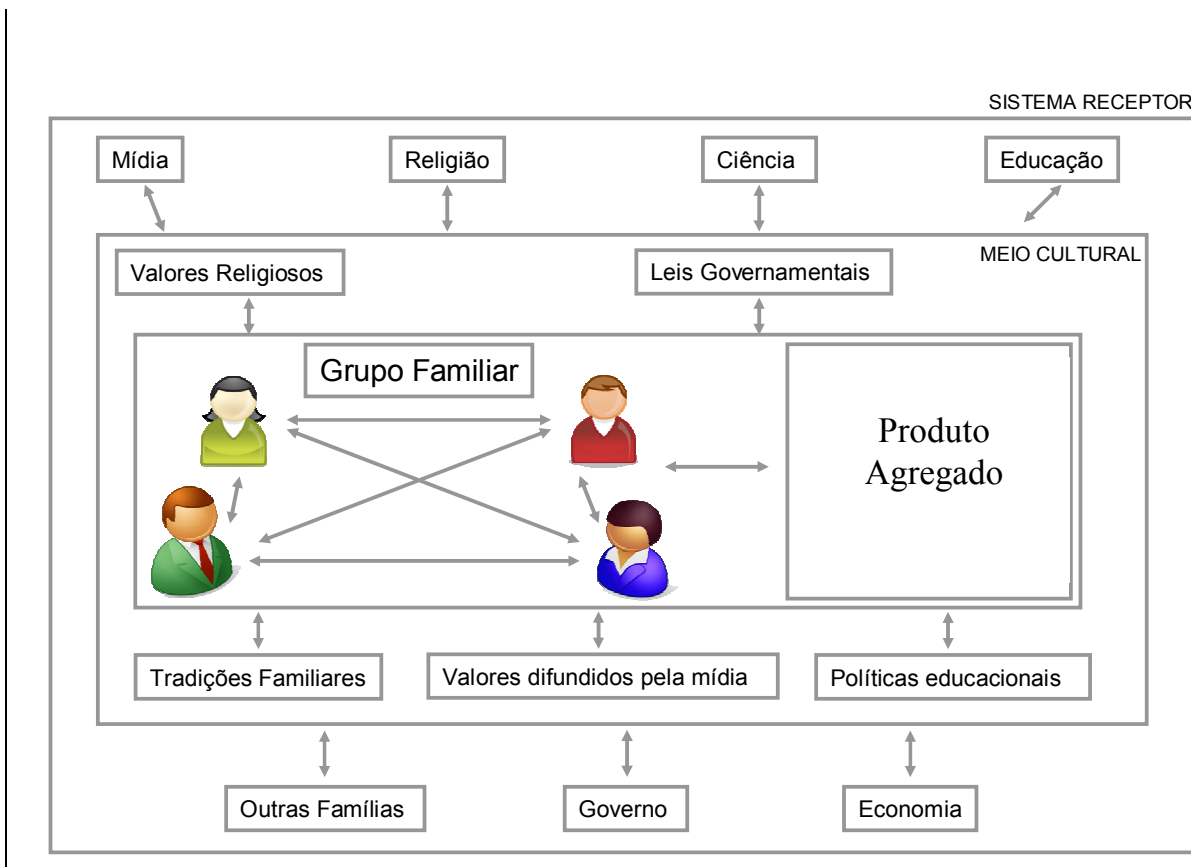 SISTEMA RECEPTOR
Mídia
Religião
Ciência
Educação
MEIO CULTURAL
Valores Religiosos
Leis Governamentais
Grupo Familiar
Produto
Agregado
Tradições Familiares
Valores difundidos pela mídia
Políticas educacionais
Outras Famílias
Governo
Economia